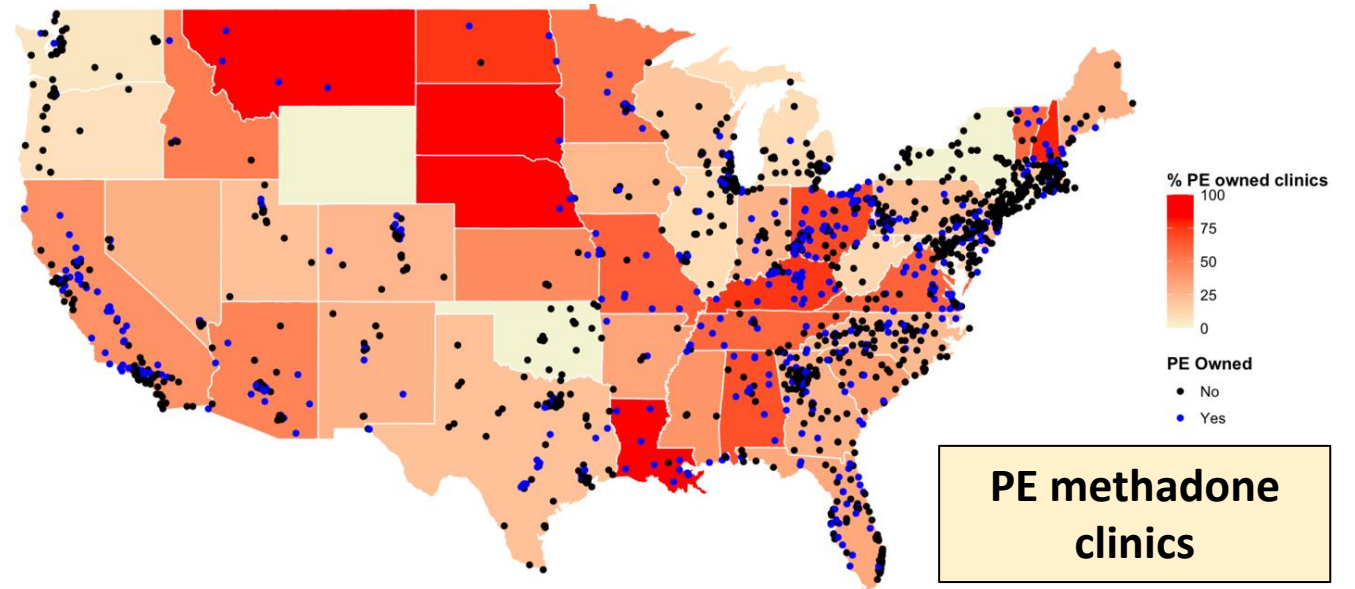 % PE owned clinics
100
75
50
25
0
PE Owned
No
Yes
PE methadone
clinics